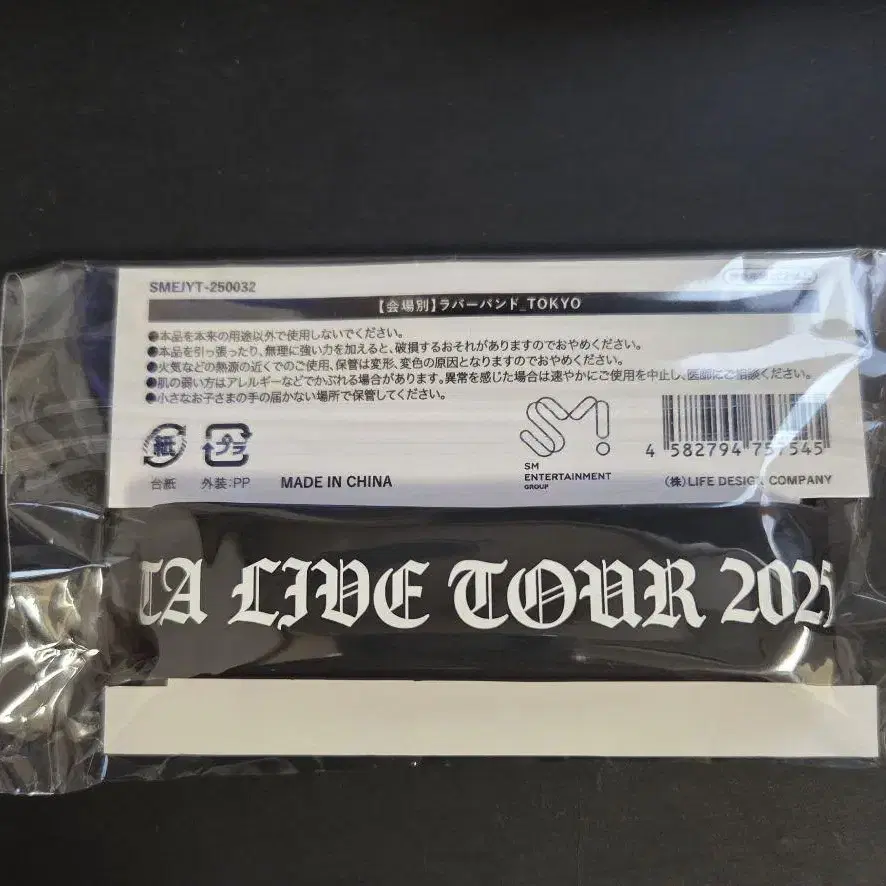 SMEJYT-250032
【会場別】ラバーバンド_TOKYO
●本品を本来の用途以外で使用しないでください。
●本品を引っ張ったり、無理に強い力を加えると、破損するおそれがありますのでおやめください。
●火気などの熱源の近くでのご使用、保管は変形、変色の原因となりますのでおやめください。
●肌の弱い方はアレルギーなどでかぶれる場合があります。異常を感じた場合は速やかにご使用を中止し、医師にご相談ください。
●小さなお子さまの手の届かない場所で保管してください。
紙
プラ
台紙 外装:PP MADE IN CHINA
SM
ENTERTAINMENT
GROUP
4 582794 757545
(株)LIFE DESIGN COMPANY
TA LIVE TOUR 2025